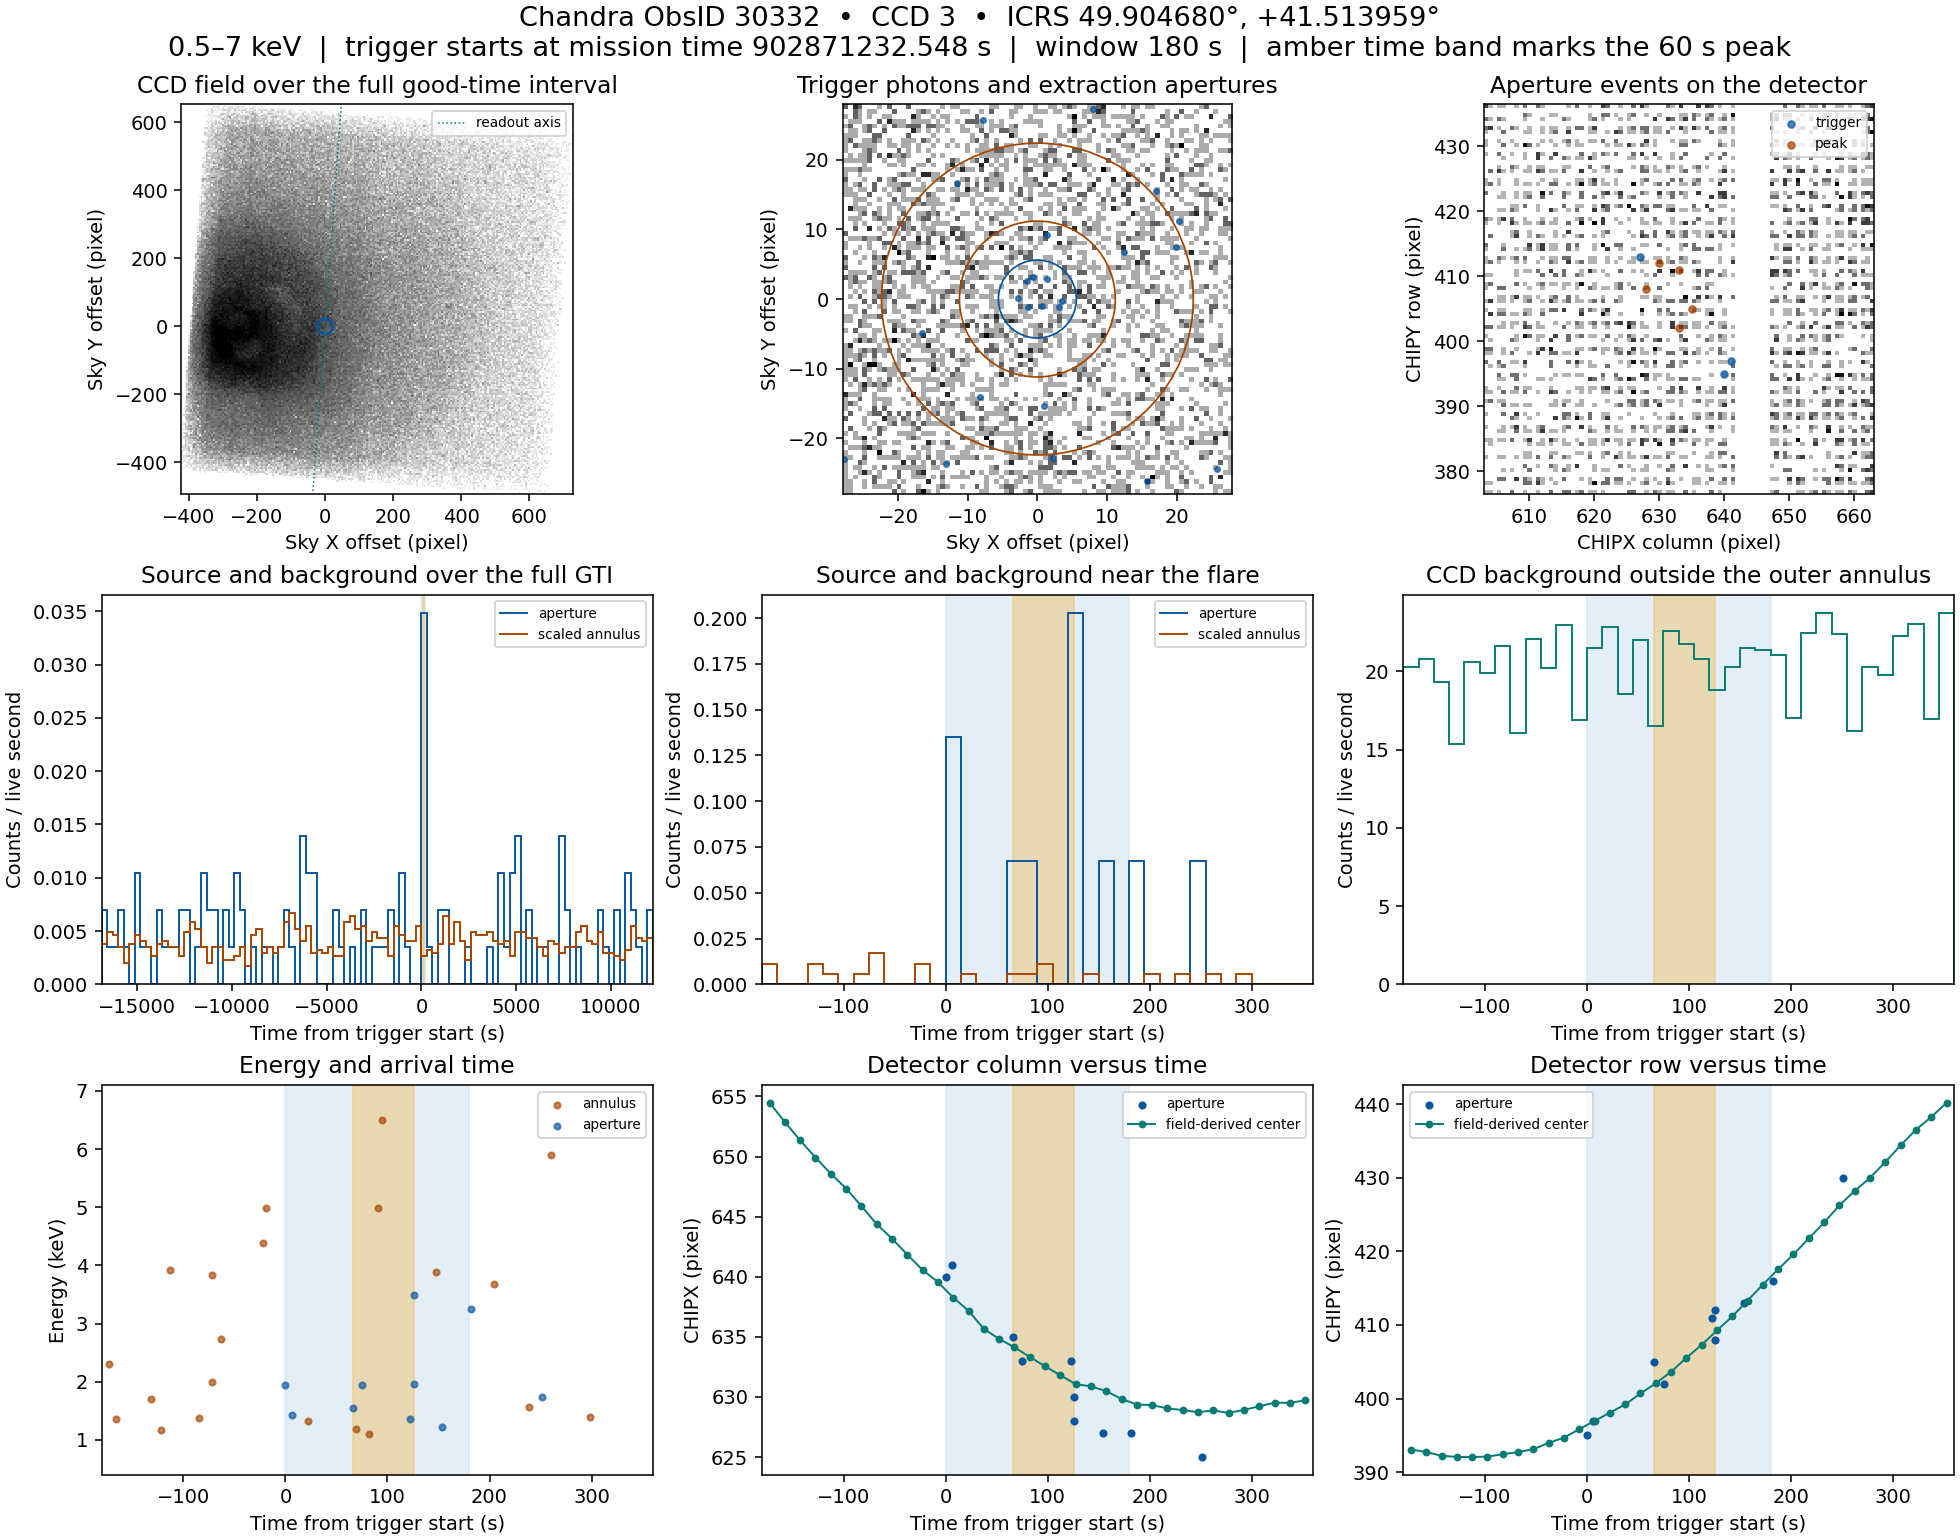 Chandra ObsID 30332 • CCD 3 • ICRS 49.904680°, +41.513959°
0.5–7 keV | trigger starts at mission time 902871232.548 s | window 180 s | amber time band marks the 60 s peak
CCD field over the full good-time interval
readout axis
600
400
200
0
−200
−400
−400 −200 0 200 400 600
Sky Y offset (pixel)
Sky X offset (pixel)
Trigger photons and extraction apertures
20
10
0
−10
−20
−20 −10 0 10 20
Sky Y offset (pixel)
Sky X offset (pixel)
Aperture events on the detector
trigger
peak
430
420
410
400
390
380
610 620 630 640 650 660
CHIPY row (pixel)
CHIPX column (pixel)
Source and background over the full GTI
aperture
scaled annulus
0.035
0.030
0.025
0.020
0.015
0.010
0.005
0.000
−15000 −10000 −5000 0 5000 10000
Counts / live second
Time from trigger start (s)
Source and background near the flare
aperture
scaled annulus
0.200
0.175
0.150
0.125
0.100
0.075
0.050
0.025
0.000
−100 0 100 200 300
Counts / live second
Time from trigger start (s)
CCD background outside the outer annulus
20
15
10
5
0
−100 0 100 200 300
Counts / live second
Time from trigger start (s)
Energy and arrival time
annulus
aperture
7
6
5
4
3
2
1
−100 0 100 200 300
Energy (keV)
Time from trigger start (s)
Detector column versus time
aperture
field-derived center
655
650
645
640
635
630
625
−100 0 100 200 300
CHIPX (pixel)
Time from trigger start (s)
Detector row versus time
aperture
field-derived center
440
430
420
410
400
390
−100 0 100 200 300
CHIPY (pixel)
Time from trigger start (s)